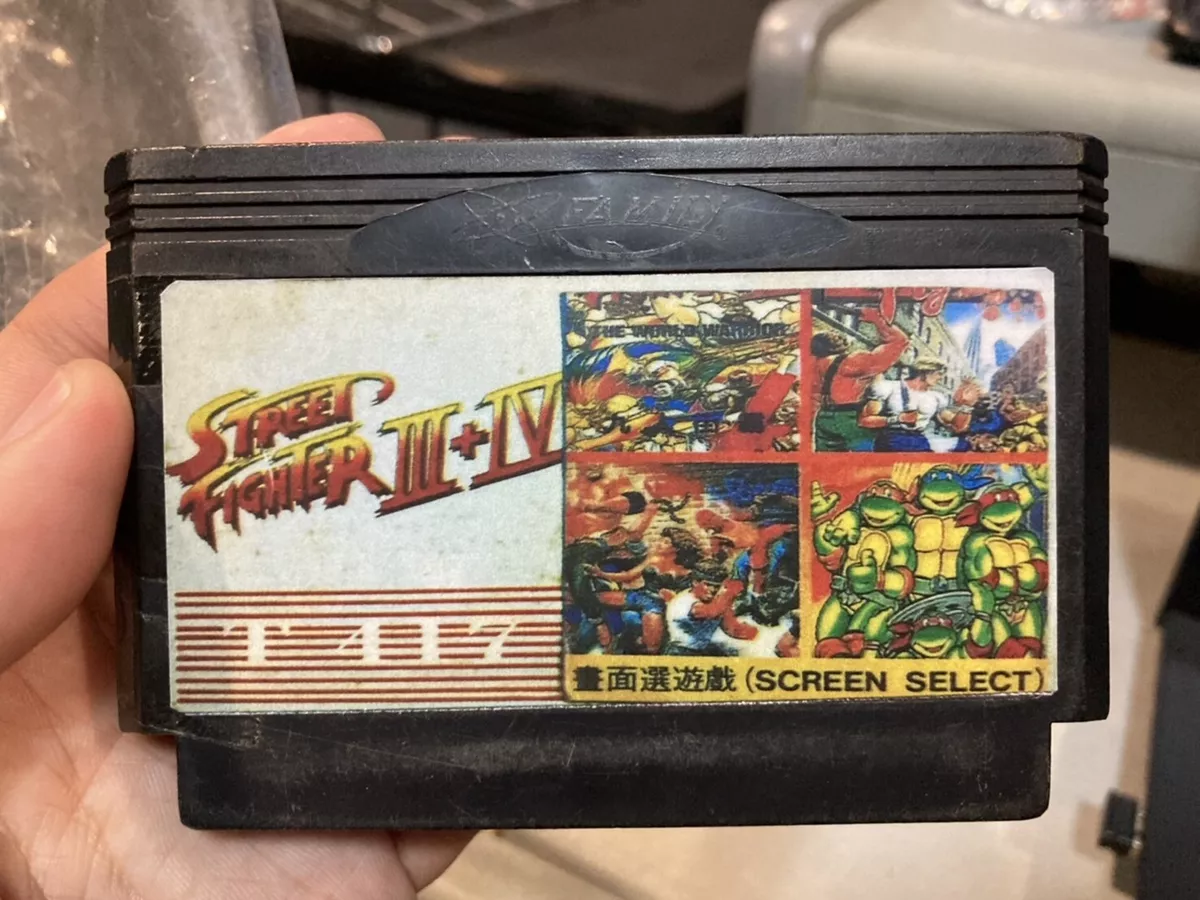 FAMILY
STREET
FIGHTER III+IV
T 417
THE WORLD WARRIOR
畫面選遊戲 (SCREEN SELECT)